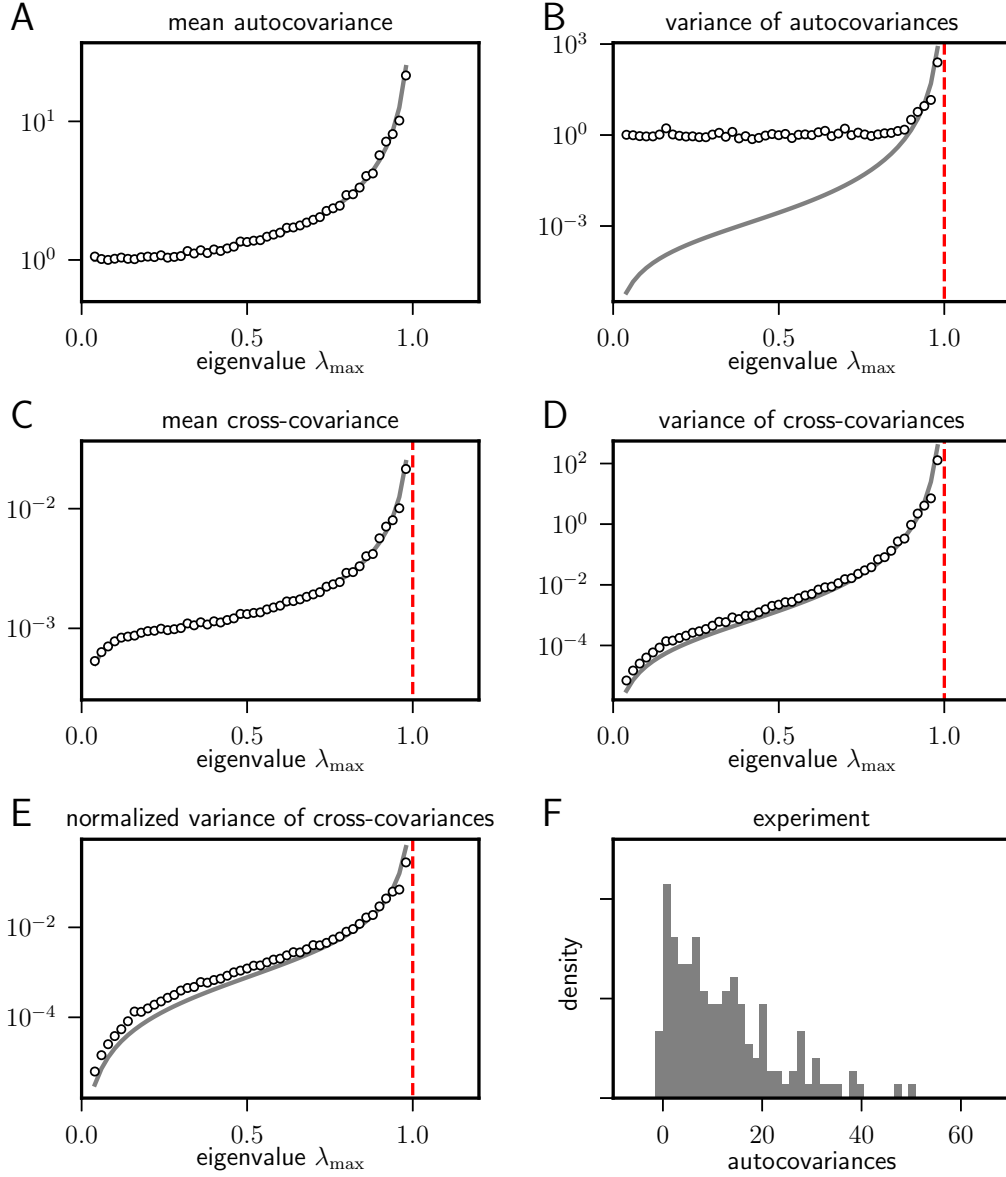 A
mean autocovariance
10^1
10^0
0.0
0.5
1.0
eigenvalue λ_max
B
variance of autocovariances
10^3
10^0
10^−3
0.0
0.5
1.0
eigenvalue λ_max
C
mean cross-covariance
10^−2
10^−3
0.0
0.5
1.0
eigenvalue λ_max
D
variance of cross-covariances
10^2
10^0
10^−2
10^−4
0.0
0.5
1.0
eigenvalue λ_max
E
normalized variance of cross-covariances
10^−2
10^−4
0.0
0.5
1.0
eigenvalue λ_max
F
experiment
density
0
20
40
60
autocovariances